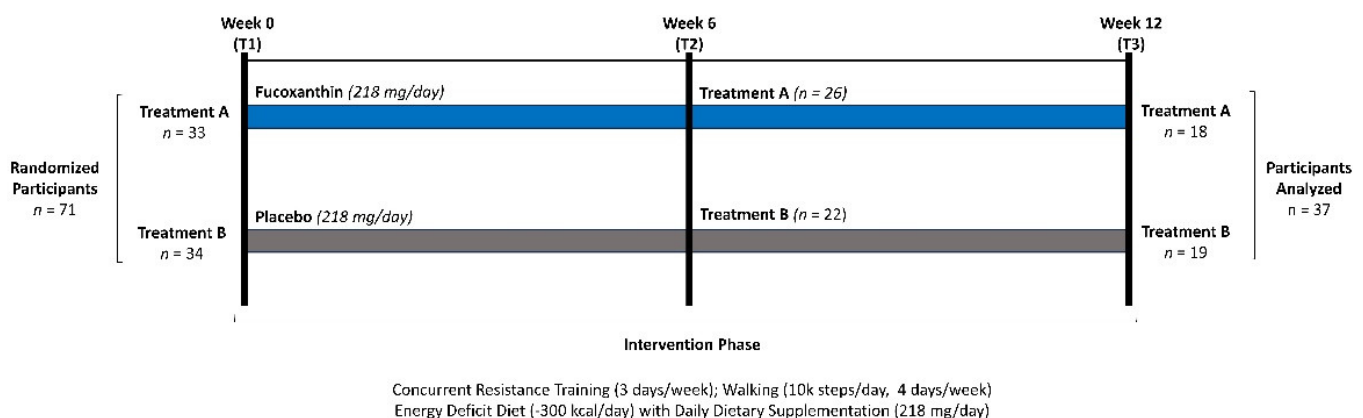 Week 0
(T1)
Week 6
(T2)
Week 12
(T3)
Fucoxanthin (218 mg/day)
Treatment A (n = 26)
Treatment A
n = 33
Treatment A
n = 18
Randomized
Participants
n = 71
Participants
Analyzed
n = 37
Placebo (218 mg/day)
Treatment B (n = 22)
Treatment B
n = 34
Treatment B
n = 19
Intervention Phase
Concurrent Resistance Training (3 days/week); Walking (10k steps/day, 4 days/week)
Energy Deficit Diet (-300 kcal/day) with Daily Dietary Supplementation (218 mg/day)